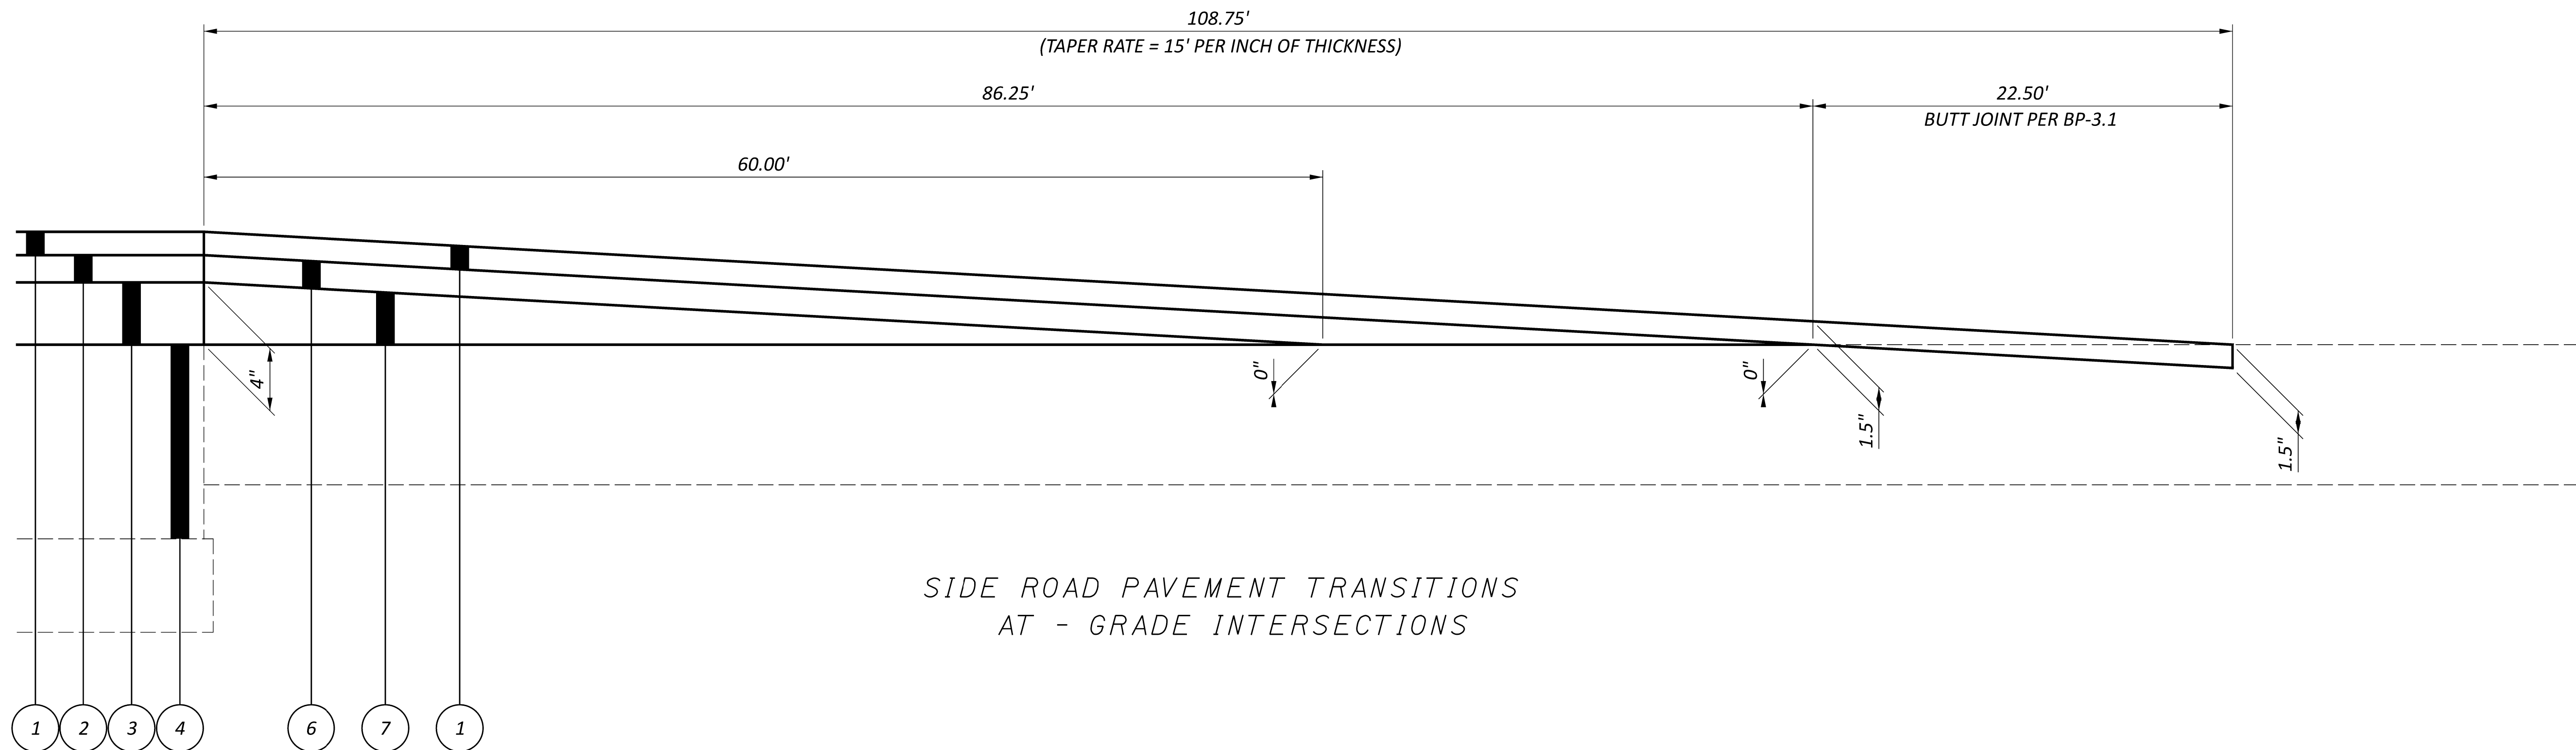 108.75'
(TAPER RATE = 15' PER INCH OF THICKNESS)
86.25'
22.50'
BUTT JOINT PER BP-3.1
60.00'
4"
0"
0"
1.5"
1.5"
SIDE ROAD PAVEMENT TRANSITIONS
AT - GRADE INTERSECTIONS
1 2 3 4 6 7 1